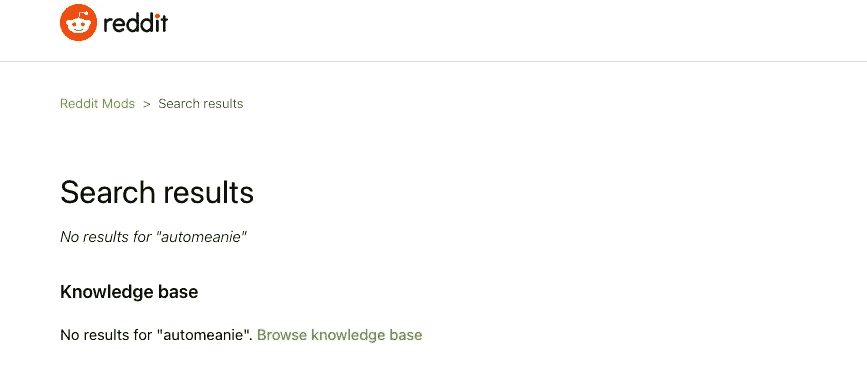 reddit
Reddit Mods > Search results
Search results
No results for "automeanie"
Knowledge base
No results for "automeanie". Browse knowledge base